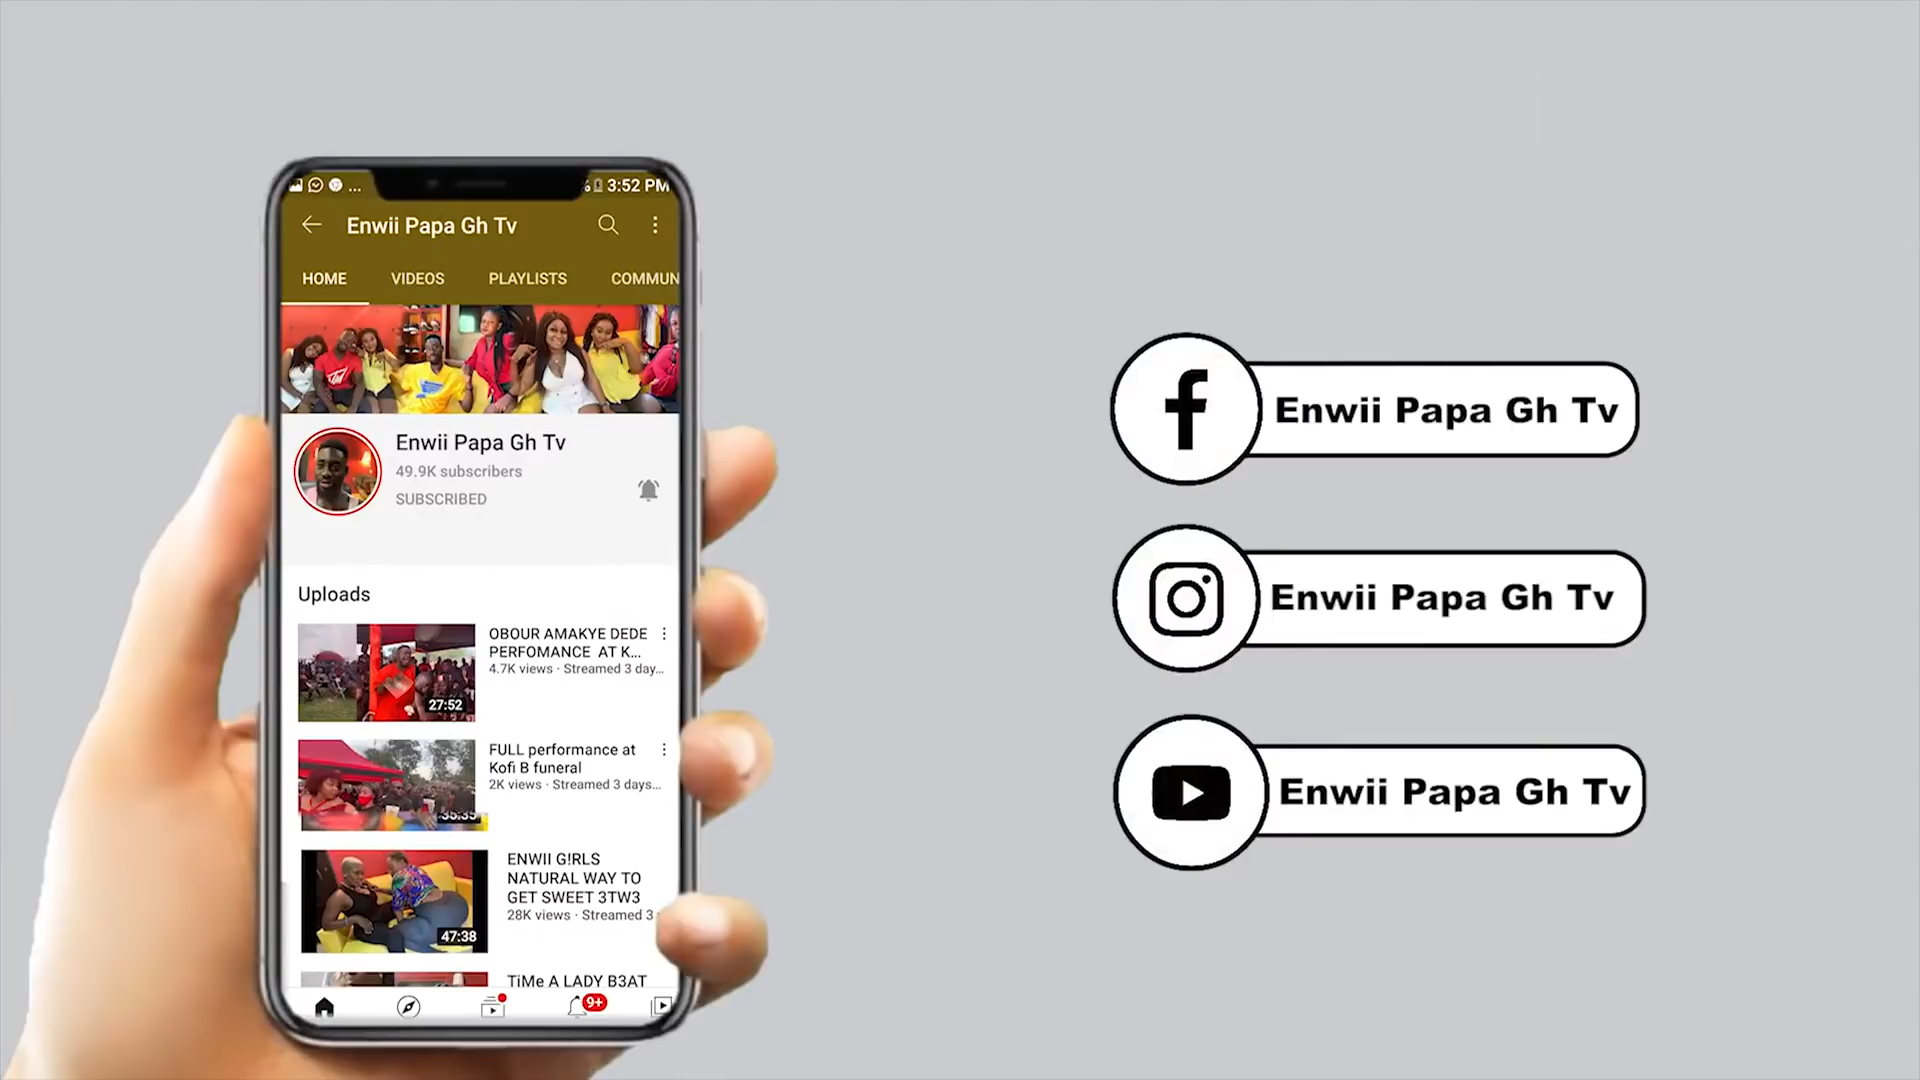 3:52 PM
Enwii Papa Gh Tv
HOME VIDEOS PLAYLISTS COMMUN
Enwii Papa Gh Tv
49.9K subscribers
SUBSCRIBED
Uploads
OBOUR AMAKYE DEDE
PERFOMANCE AT K...
4.7K views · Streamed 3 day...
27:52
FULL performance at
Kofi B funeral
2K views · Streamed 3 days...
35:35
ENWII G!RLS
NATURAL WAY TO
GET SWEET 3TW3
28K views · Streamed 3
47:38
TiMe A LADY B3AT
9+
Enwii Papa Gh Tv
Enwii Papa Gh Tv
Enwii Papa Gh Tv